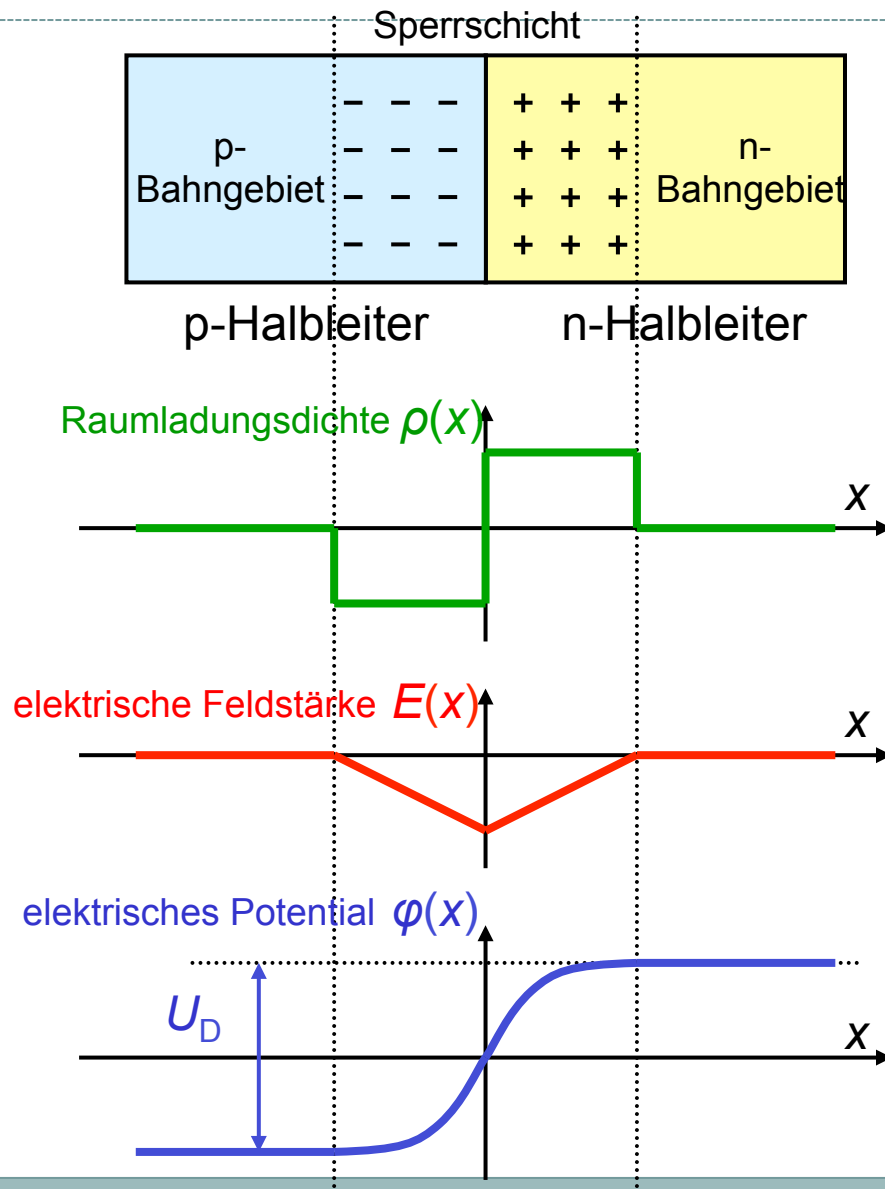 Sperrschicht
p-
Bahngebiet
− − −
− − −
− − −
− − −
+ + +
+ + +
+ + +
+ + +
n-
Bahngebiet
p-Halbleiter
n-Halbleiter
Raumladungsdichte ρ(x)
x
elektrische Feldstärke E(x)
x
elektrisches Potential φ(x)
U_D
x